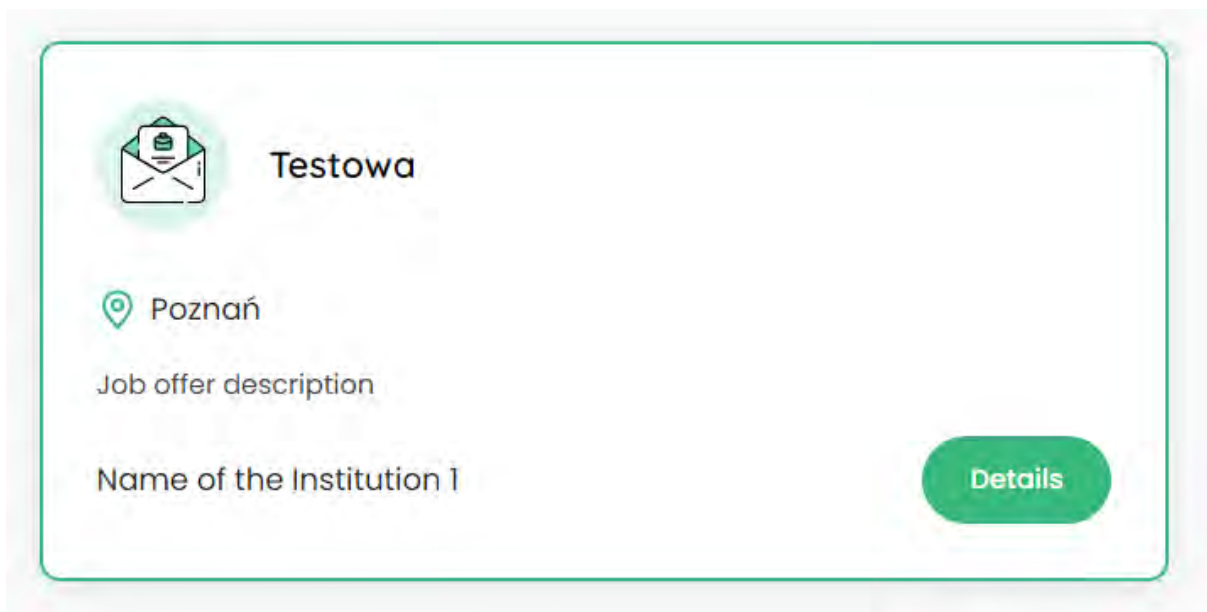 Testowa
Poznań
Job offer description
Name of the Institution 1
Details